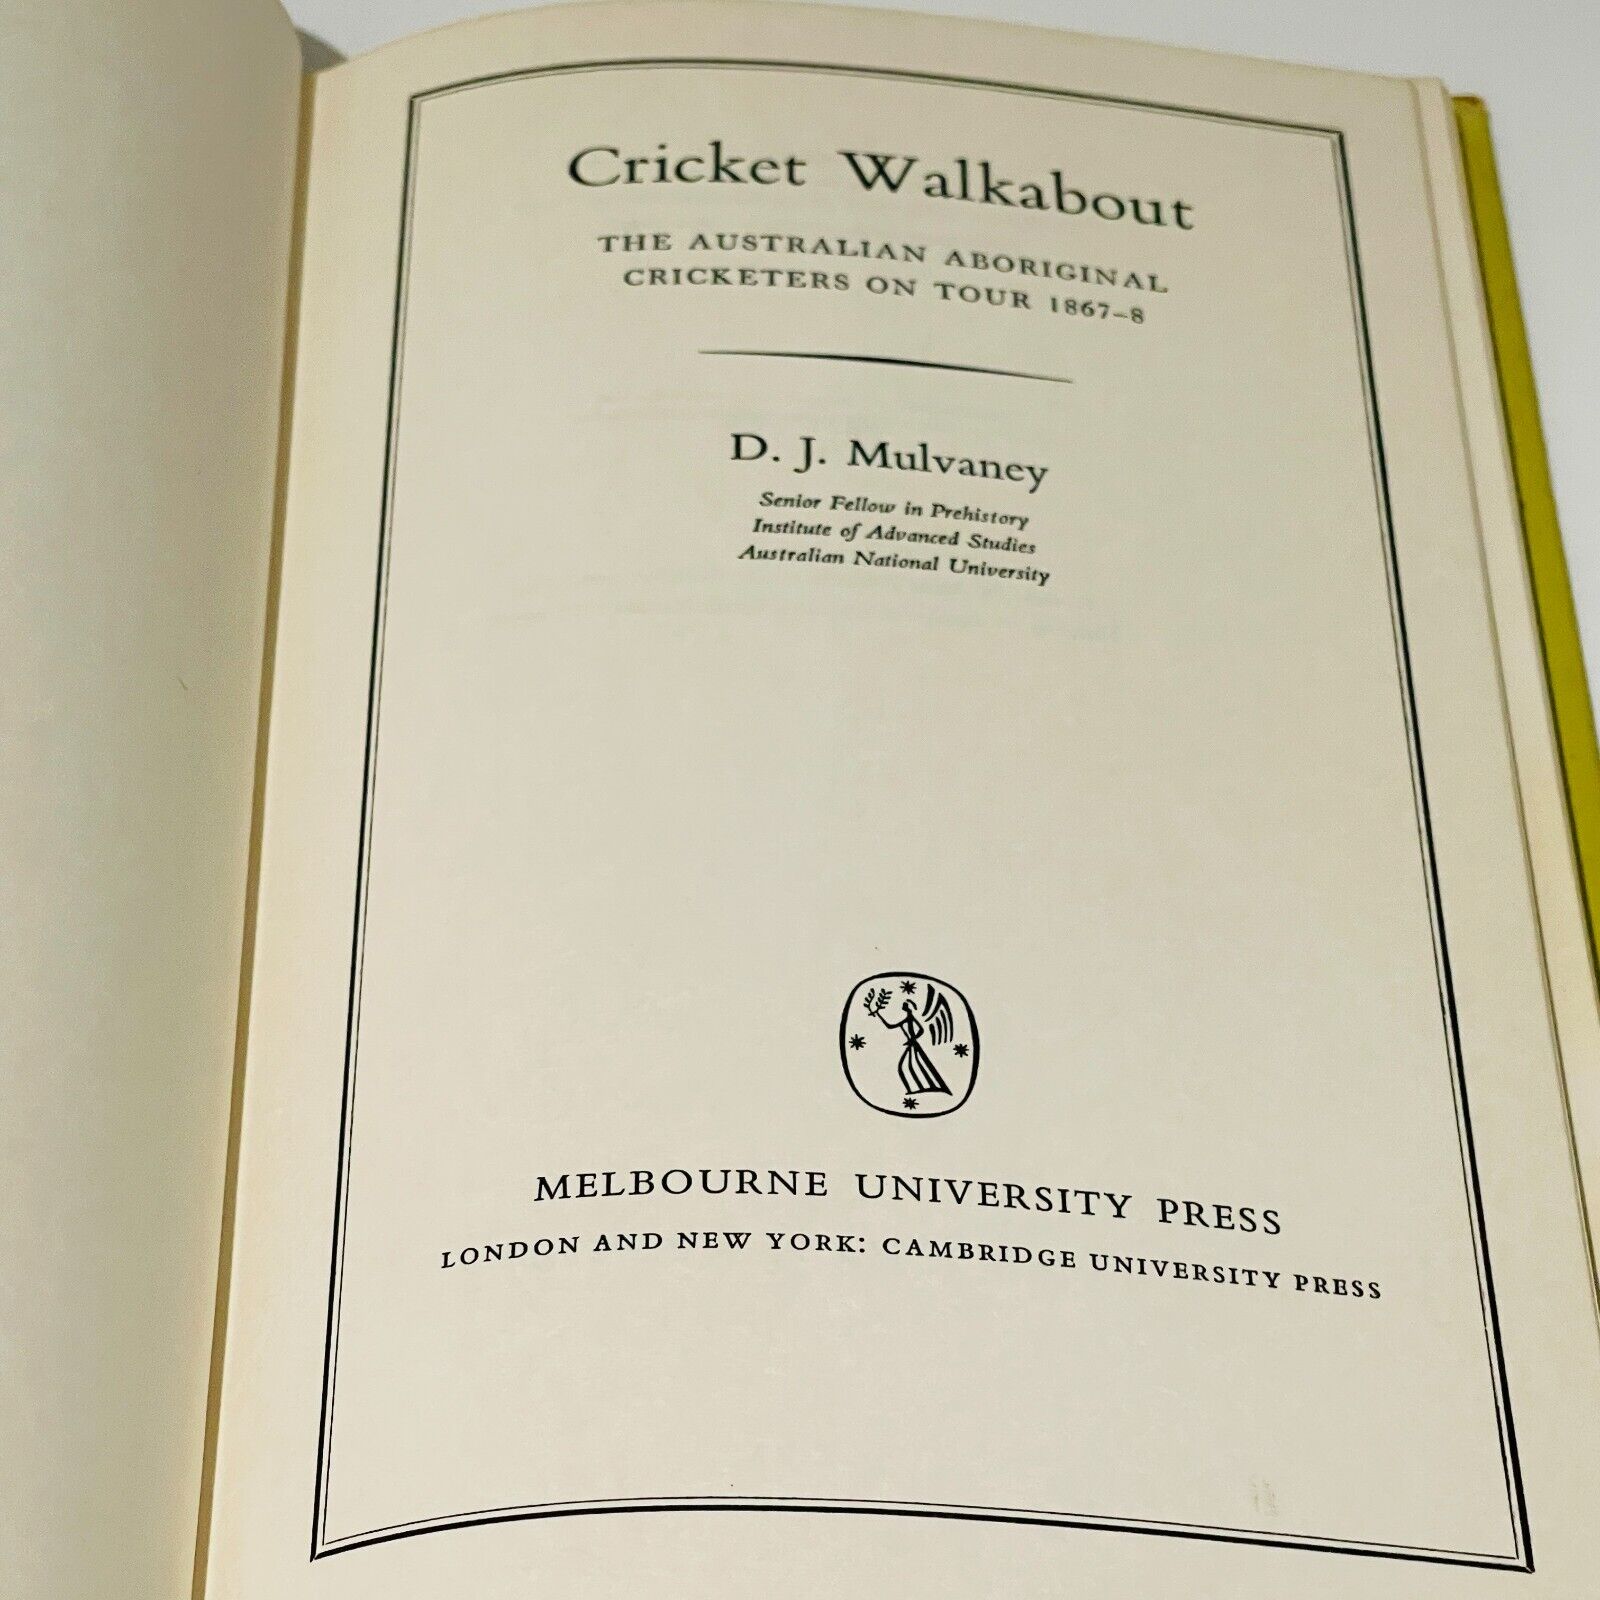 Cricket Walkabout
THE AUSTRALIAN ABORIGINAL
CRICKETERS ON TOUR 1867–8
D. J. Mulvaney
Senior Fellow in Prehistory
Institute of Advanced Studies
Australian National University
MELBOURNE UNIVERSITY PRESS
LONDON AND NEW YORK: CAMBRIDGE UNIVERSITY PRESS